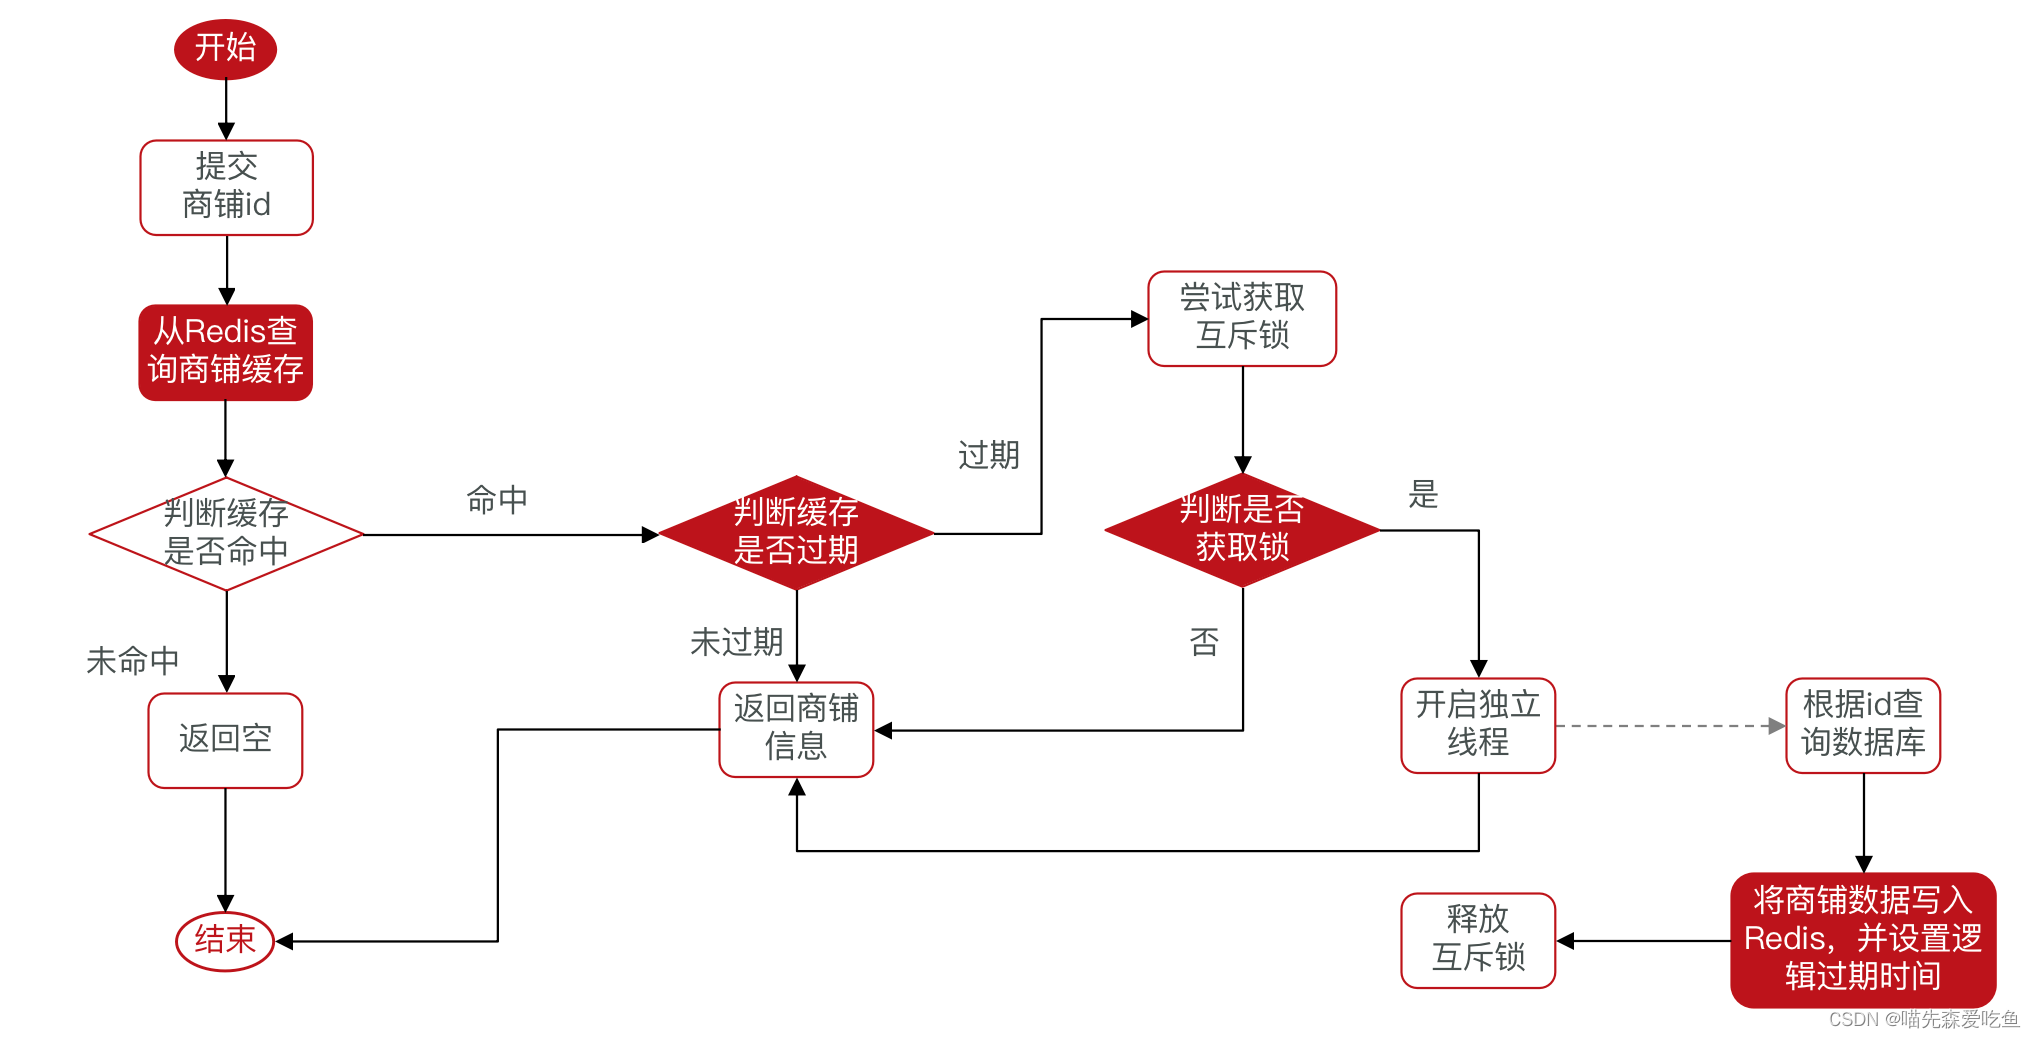 开始
提交
商铺id
从Redis查
询商铺缓存
判断缓存
是否命中
命中
未命中
返回空
结束
判断缓存
是否过期
过期
未过期
返回商铺
信息
尝试获取
互斥锁
判断是否
获取锁
是
否
开启独立
线程
根据id查
询数据库
将商铺数据写入
Redis，并设置逻
辑过期时间
释放
互斥锁
CSDN @喵先森爱吃鱼